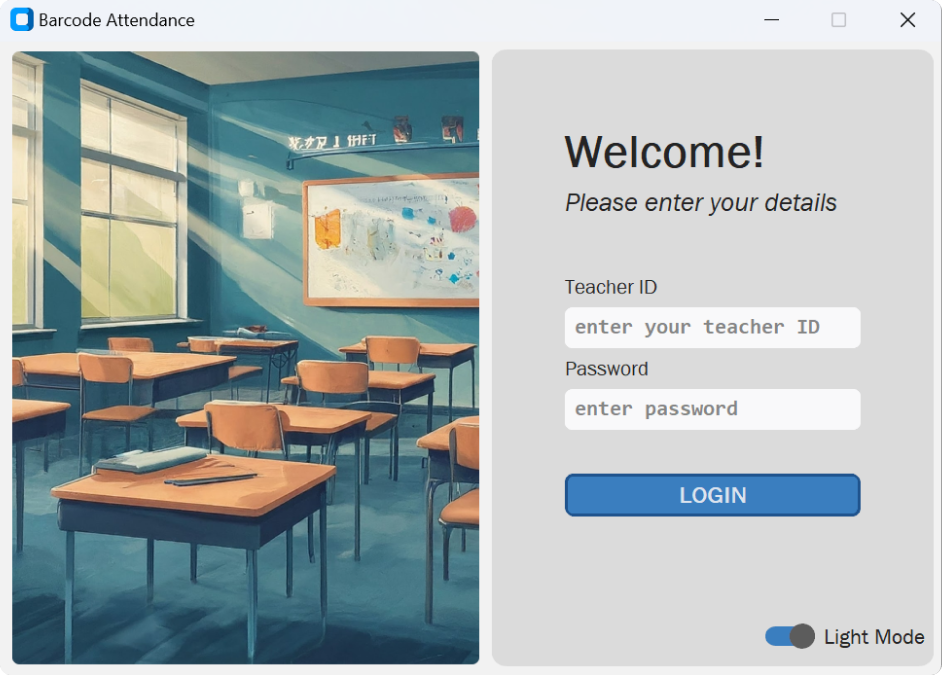 Barcode Attendance
Welcome!
Please enter your details
Teacher ID
enter your teacher ID
Password
enter password
LOGIN
Light Mode